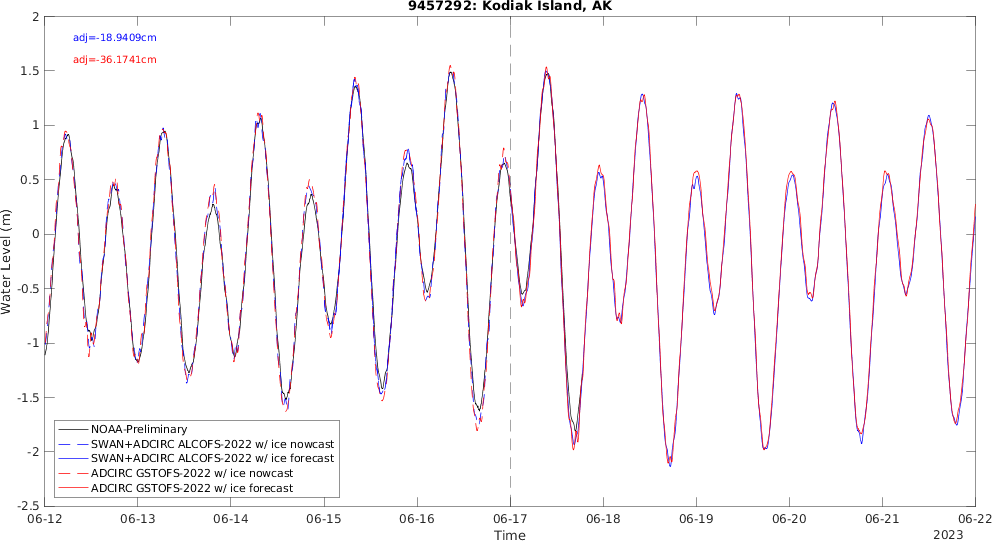 9457292: Kodiak Island, AK
adj=-18.9409cm
adj=-36.1741cm
2
1.5
1
0.5
0
-0.5
-1
-1.5
-2
-2.5
Water Level (m)
NOAA-Preliminary
SWAN+ADCIRC ALCOFS-2022 w/ ice nowcast
SWAN+ADCIRC ALCOFS-2022 w/ ice forecast
ADCIRC GSTOFS-2022 w/ ice nowcast
ADCIRC GSTOFS-2022 w/ ice forecast
06-12 06-13 06-14 06-15 06-16 06-17 06-18 06-19 06-20 06-21 06-22
Time
2023